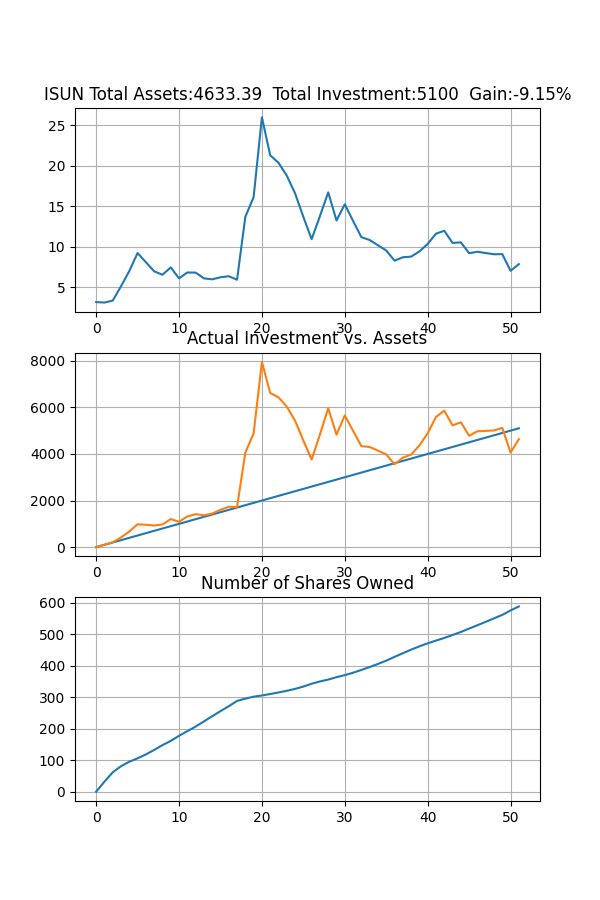 ISUN Total Assets:4633.39  Total Investment:5100  Gain:-9.15%
25
20
15
10
5
0 10 20 30 40 50
Actual Investment vs. Assets
8000
6000
4000
2000
0
0 10 20 30 40 50
Number of Shares Owned
600
500
400
300
200
100
0
0 10 20 30 40 50